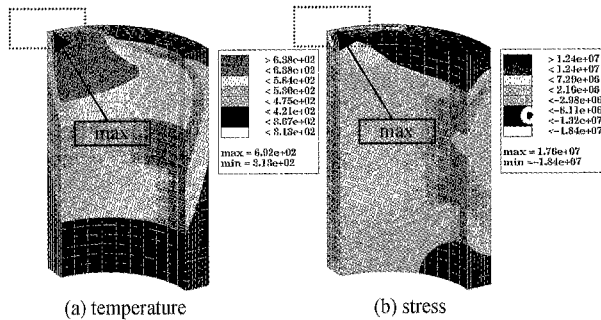 max
> 6.38e+02
< 6.38e+02
< 5.84e+02
< 5.30e+02
< 4.75e+02
< 4.21e+02
< 3.67e+02
< 3.13e+02
max = 6.92e+02
min = 3.13e+02
(a) temperature
max
> 1.24e+07
< 1.24e+07
< 7.29e+06
< 2.16e+06
<-2.98e+06
<-8.11e+06
<-1.32e+07
<-1.84e+07
max = 1.76e+07
min =-1.84e+07
(b) stress